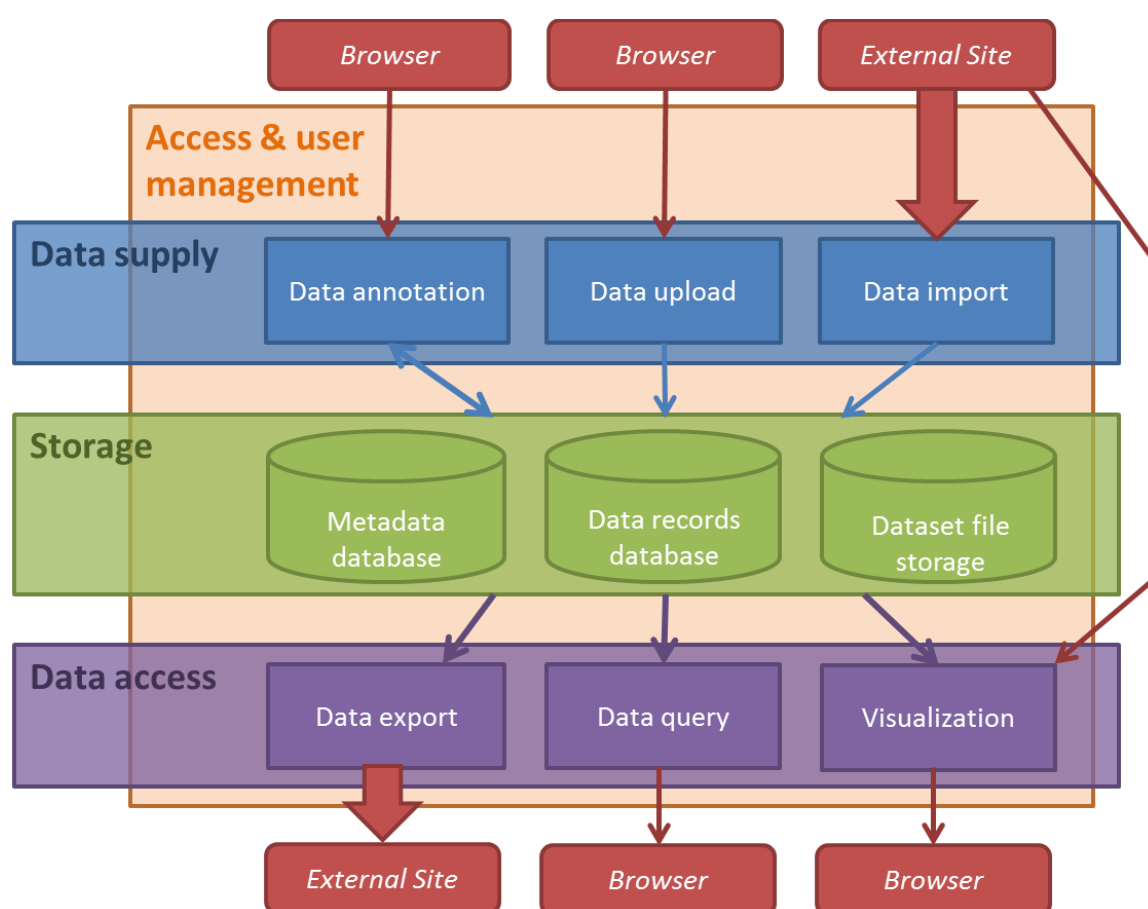 Browser
Browser
External Site
Access & user
management
Data supply
Data annotation
Data upload
Data import
Storage
Metadata
database
Data records
database
Dataset file
storage
Data access
Data export
Data query
Visualization
External Site
Browser
Browser